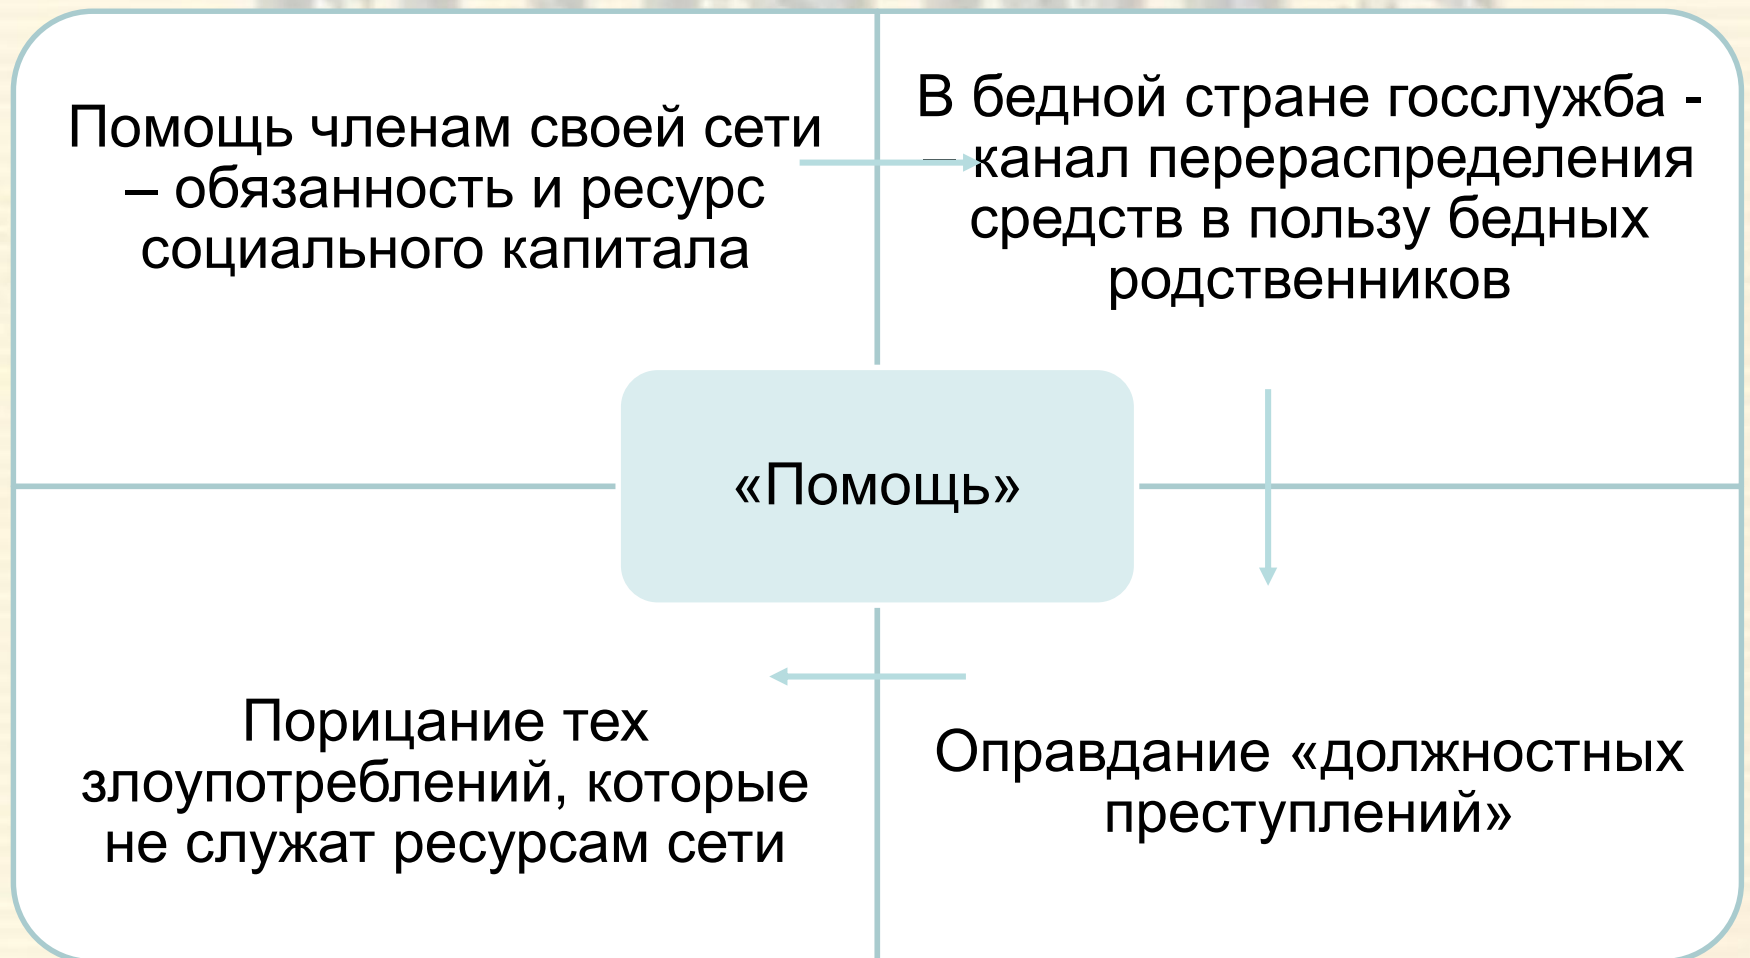 Помощь членам своей сети
– обязанность и ресурс
социального капитала
В бедной стране госслужба -
– канал перераспределения
средств в пользу бедных
родственников
«Помощь»
Порицание тех
злоупотреблений, которые
не служат ресурсам сети
Оправдание «должностных
преступлений»